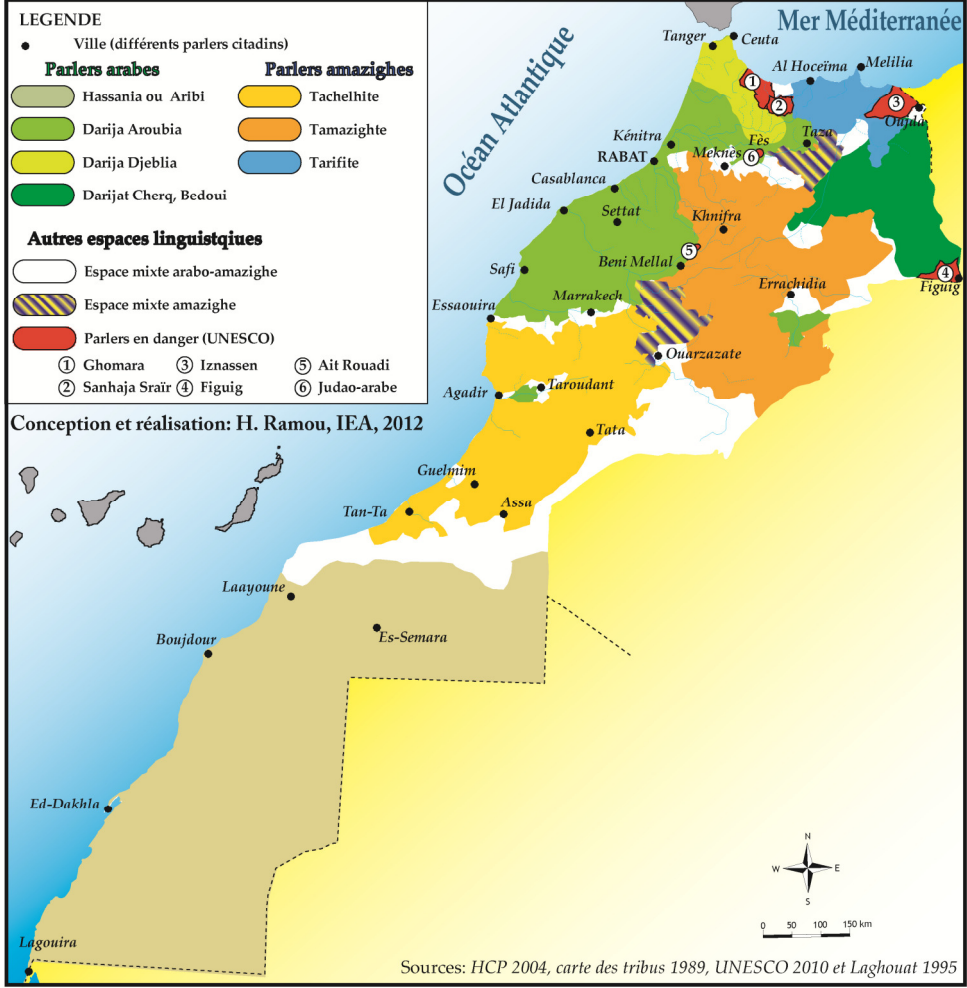 LEGENDE
Ville (différents parlers citadins)
Parlers arabes
Parlers amazighes
Hassania ou Aribi
Tachelhite
Darija Aroubia
Tamazighte
Darija Djeblia
Tarifite
Darijat Cherq, Bedoui
Autres espaces linguistqiues
Espace mixte arabo-amazighe
Espace mixte amazighe
Parlers en danger (UNESCO)
1 Ghomara
3 Iznassen
5 Ait Rouadi
2 Sanhaja Sraïr
4 Figuig
6 Judao-arabe
Conception et réalisation: H. Ramou, IEA, 2012
Mer Méditerranée
Océan Atlantique
Tanger
Ceuta
Al Hoceïma
Melilia
1
2
3
Oujda
Kénitra
Fès
Taza
RABAT
Meknès
6
Casablanca
El Jadida
Settat
Khnifra
5
Safi
Beni Mellal
4
Figuig
Errachidia
Essaouira
Marrakech
Ouarzazate
Agadir
Taroudant
Tata
Guelmim
Assa
Tan-Ta
Laayoune
Es-Semara
Boujdour
Ed-Dakhla
Lagouira
N
W
E
S
0 50 100 150 km
Sources: HCP 2004, carte des tribus 1989, UNESCO 2010 et Laghouat 1995